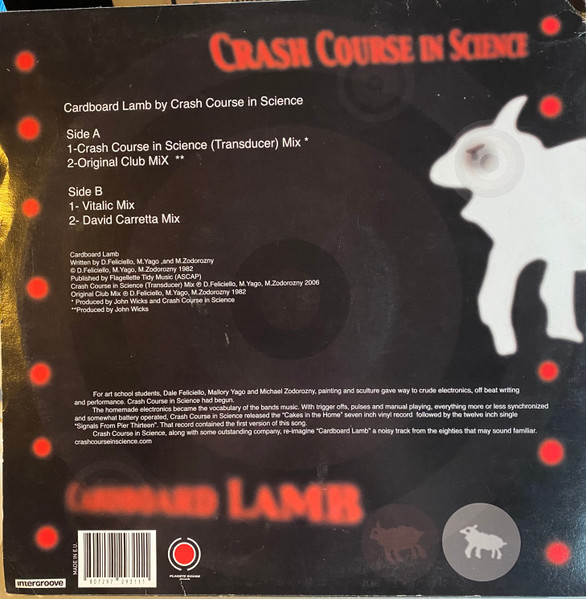 CRASH COURSE IN SCIENCE
Cardboard Lamb by Crash Course in Science
Side A
1-Crash Course in Science (Transducer) Mix *
2-Original Club MiX **
Side B
1- Vitalic Mix
2- David Carretta Mix
Cardboard Lamb
Written by D.Feliciello, M.Yago ,and M.Zodorozny
© D.Feliciello, M.Yago, M.Zodorozny 1982
Published by Flagellette Tidy Music (ASCAP)
Crash Course in Science (Transducer) Mix ℗ D.Feliciello, M.Yago, M.Zodorozny 2006
Original Club Mix ℗ D.Feliciello, M.Yago, M.Zodorozny 1982
* Produced by John Wicks and Crash Course in Science
**Produced by John Wicks
For art school students, Dale Feliciello, Mallory Yago and Michael Zodorozny, painting and sculture gave way to crude electronics, off beat writing
and performance. Crash Course in Science had begun.
The homemade electronics became the vocabulary of the bands music. With trigger offs, pulses and manual playing, everything more or less synchronized
and somewhat battery operated, Crash Course in Science released the "Cakes in the Home" seven inch vinyl record followed by the twelve inch single
"Signals From Pier Thirteen". That record contained the first version of this song.
Crash Course in Science, along with some outstanding company, re-imagine "Cardboard Lamb" a noisy track from the eighties that may sound familiar.
crashcourseinscience.com
CARDBOARD LAMB
MADE IN E.U.
intergroove
PLANETE ROUGE